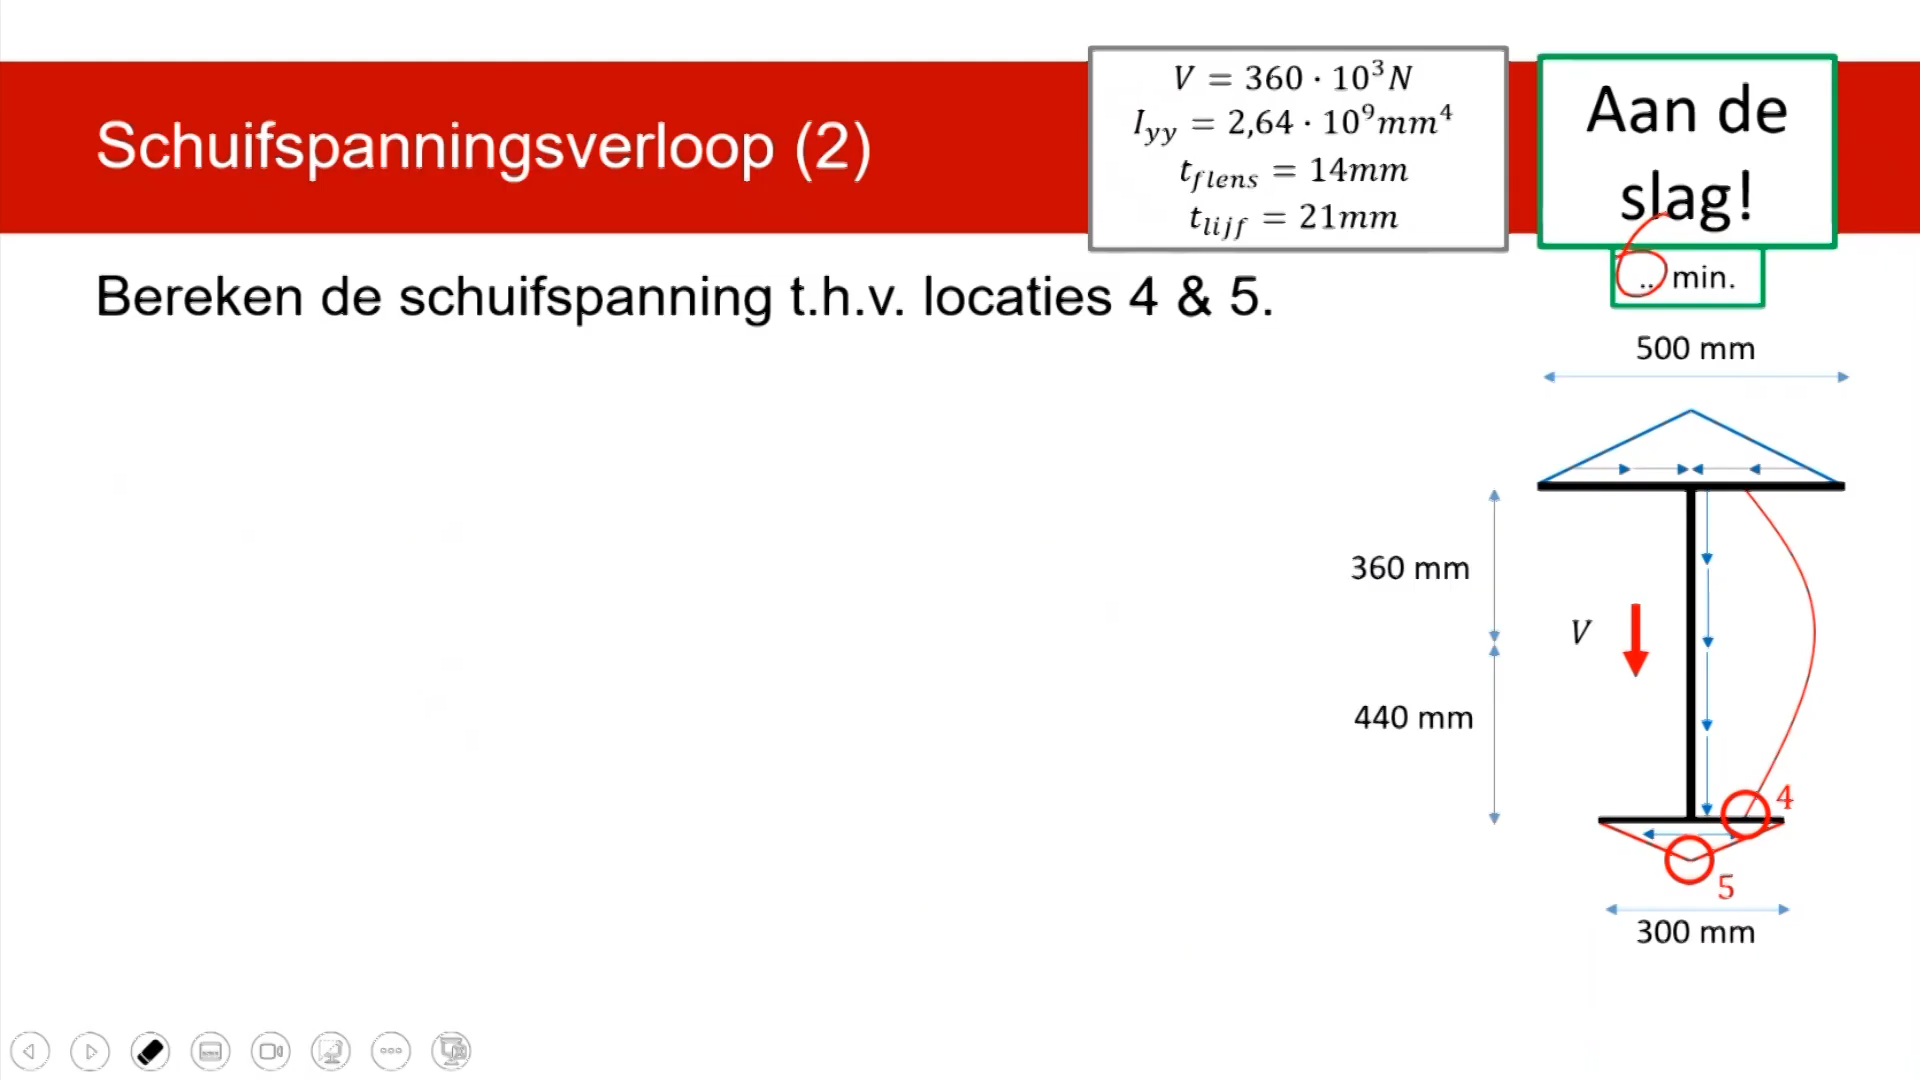 Schuifspanningsverloop (2)
V = 360 · 10³N
I_yy = 2,64 · 10⁹mm⁴
t_flens = 14mm
t_lijf = 21mm
Aan de
slag!
.. min.
Bereken de schuifspanning t.h.v. locaties 4 & 5.
500 mm
360 mm
V
440 mm
4
5
300 mm